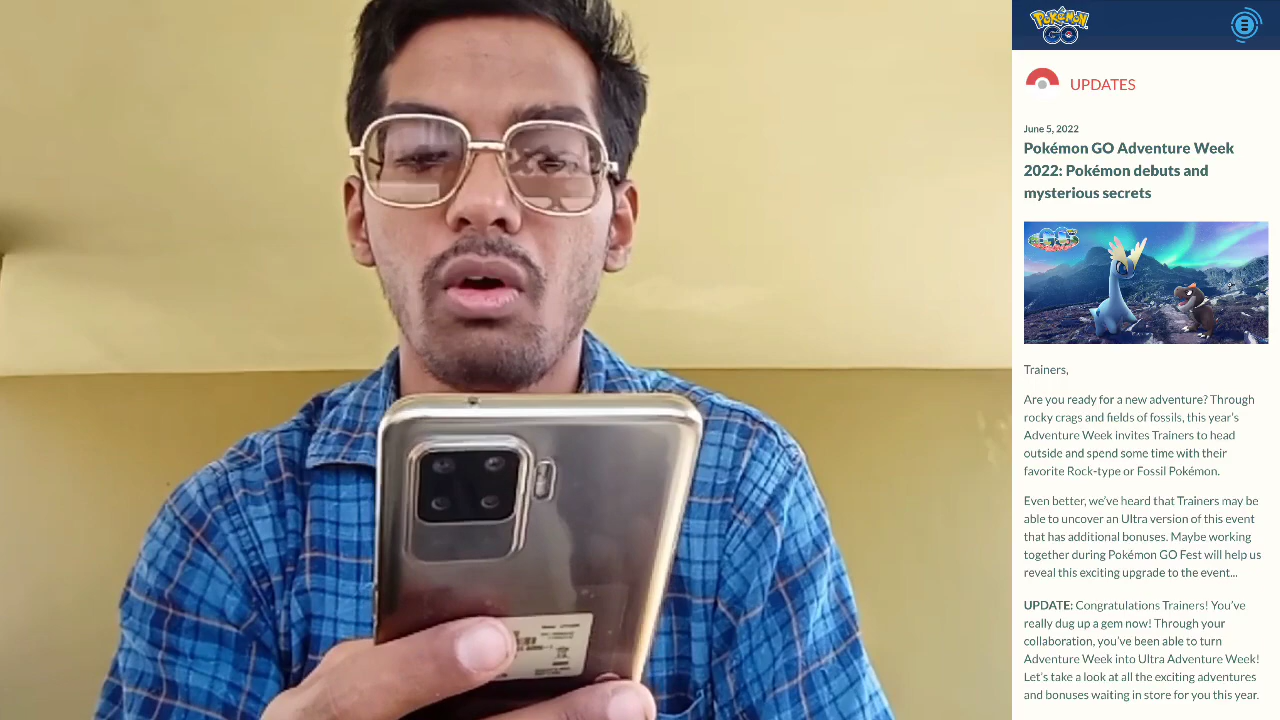 Pokémon
GO
UPDATES
June 5, 2022
Pokémon GO Adventure Week
2022: Pokémon debuts and
mysterious secrets
Trainers,
Are you ready for a new adventure? Through
rocky crags and fields of fossils, this year's
Adventure Week invites Trainers to head
outside and spend some time with their
favorite Rock-type or Fossil Pokémon.
Even better, we've heard that Trainers may be
able to uncover an Ultra version of this event
that has additional bonuses. Maybe working
together during Pokémon GO Fest will help us
reveal this exciting upgrade to the event...
UPDATE: Congratulations Trainers! You've
really dug up a gem now! Through your
collaboration, you've been able to turn
Adventure Week into Ultra Adventure Week!
Let's take a look at all the exciting adventures
and bonuses waiting in store for you this year.